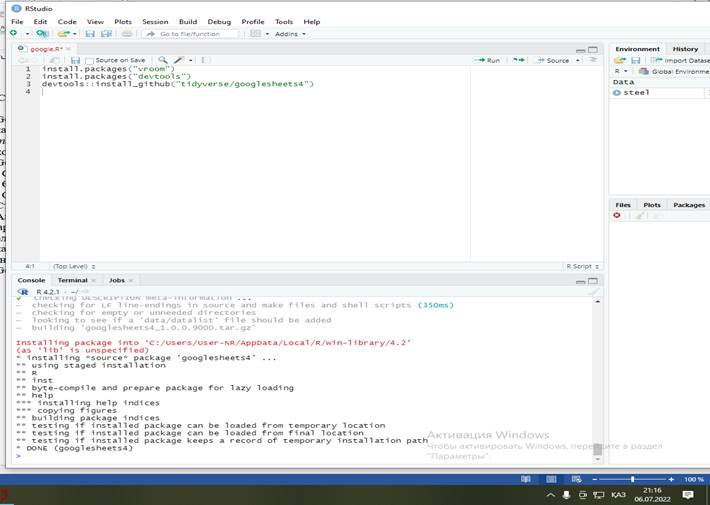 RStudio
File Edit Code View Plots Session Build Debug Profile Tools Help
Go to file/function
Addins
google.R*
Source on Save
Run
Source
1 install.packages("vroom")
2 install.packages("devtools")
3 devtools::install_github("tidyverse/googlesheets4")
4
4:1 (Top Level)
R Script
Console Terminal Jobs
R 4.2.1 · ~/
checking DESCRIPTION meta-information ...
– checking for LF line-endings in source and make files and shell scripts (350ms)
– checking for empty or unneeded directories
– looking to see if a 'data/datalist' file should be added
– building 'googlesheets4_1.0.0.9000.tar.gz'
Installing package into 'C:/Users/User-NR/AppData/Local/R/win-library/4.2'
(as 'lib' is unspecified)
* installing *source* package 'googlesheets4' ...
** using staged installation
** R
** inst
** byte-compile and prepare package for lazy loading
** help
*** installing help indices
*** copying figures
** building package indices
** testing if installed package can be loaded from temporary location
** testing if installed package can be loaded from final location
** testing if installed package keeps a record of temporary installation path
* DONE (googlesheets4)
>
Environment History
Import Datase
R
Global Environme
Data
steel
Files Plots Packages
Активация Windows
Чтобы активировать Windows, перейдите в раздел
"Параметры".
100 %
ҚАЗ
21:16
06.07.2022